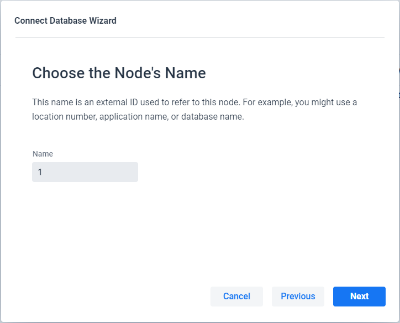 Connect Database Wizard
Choose the Node's Name
This name is an external ID used to refer to this node. For example, you might use a
location number, application name, or database name.
Name
1
Cancel
Previous
Next